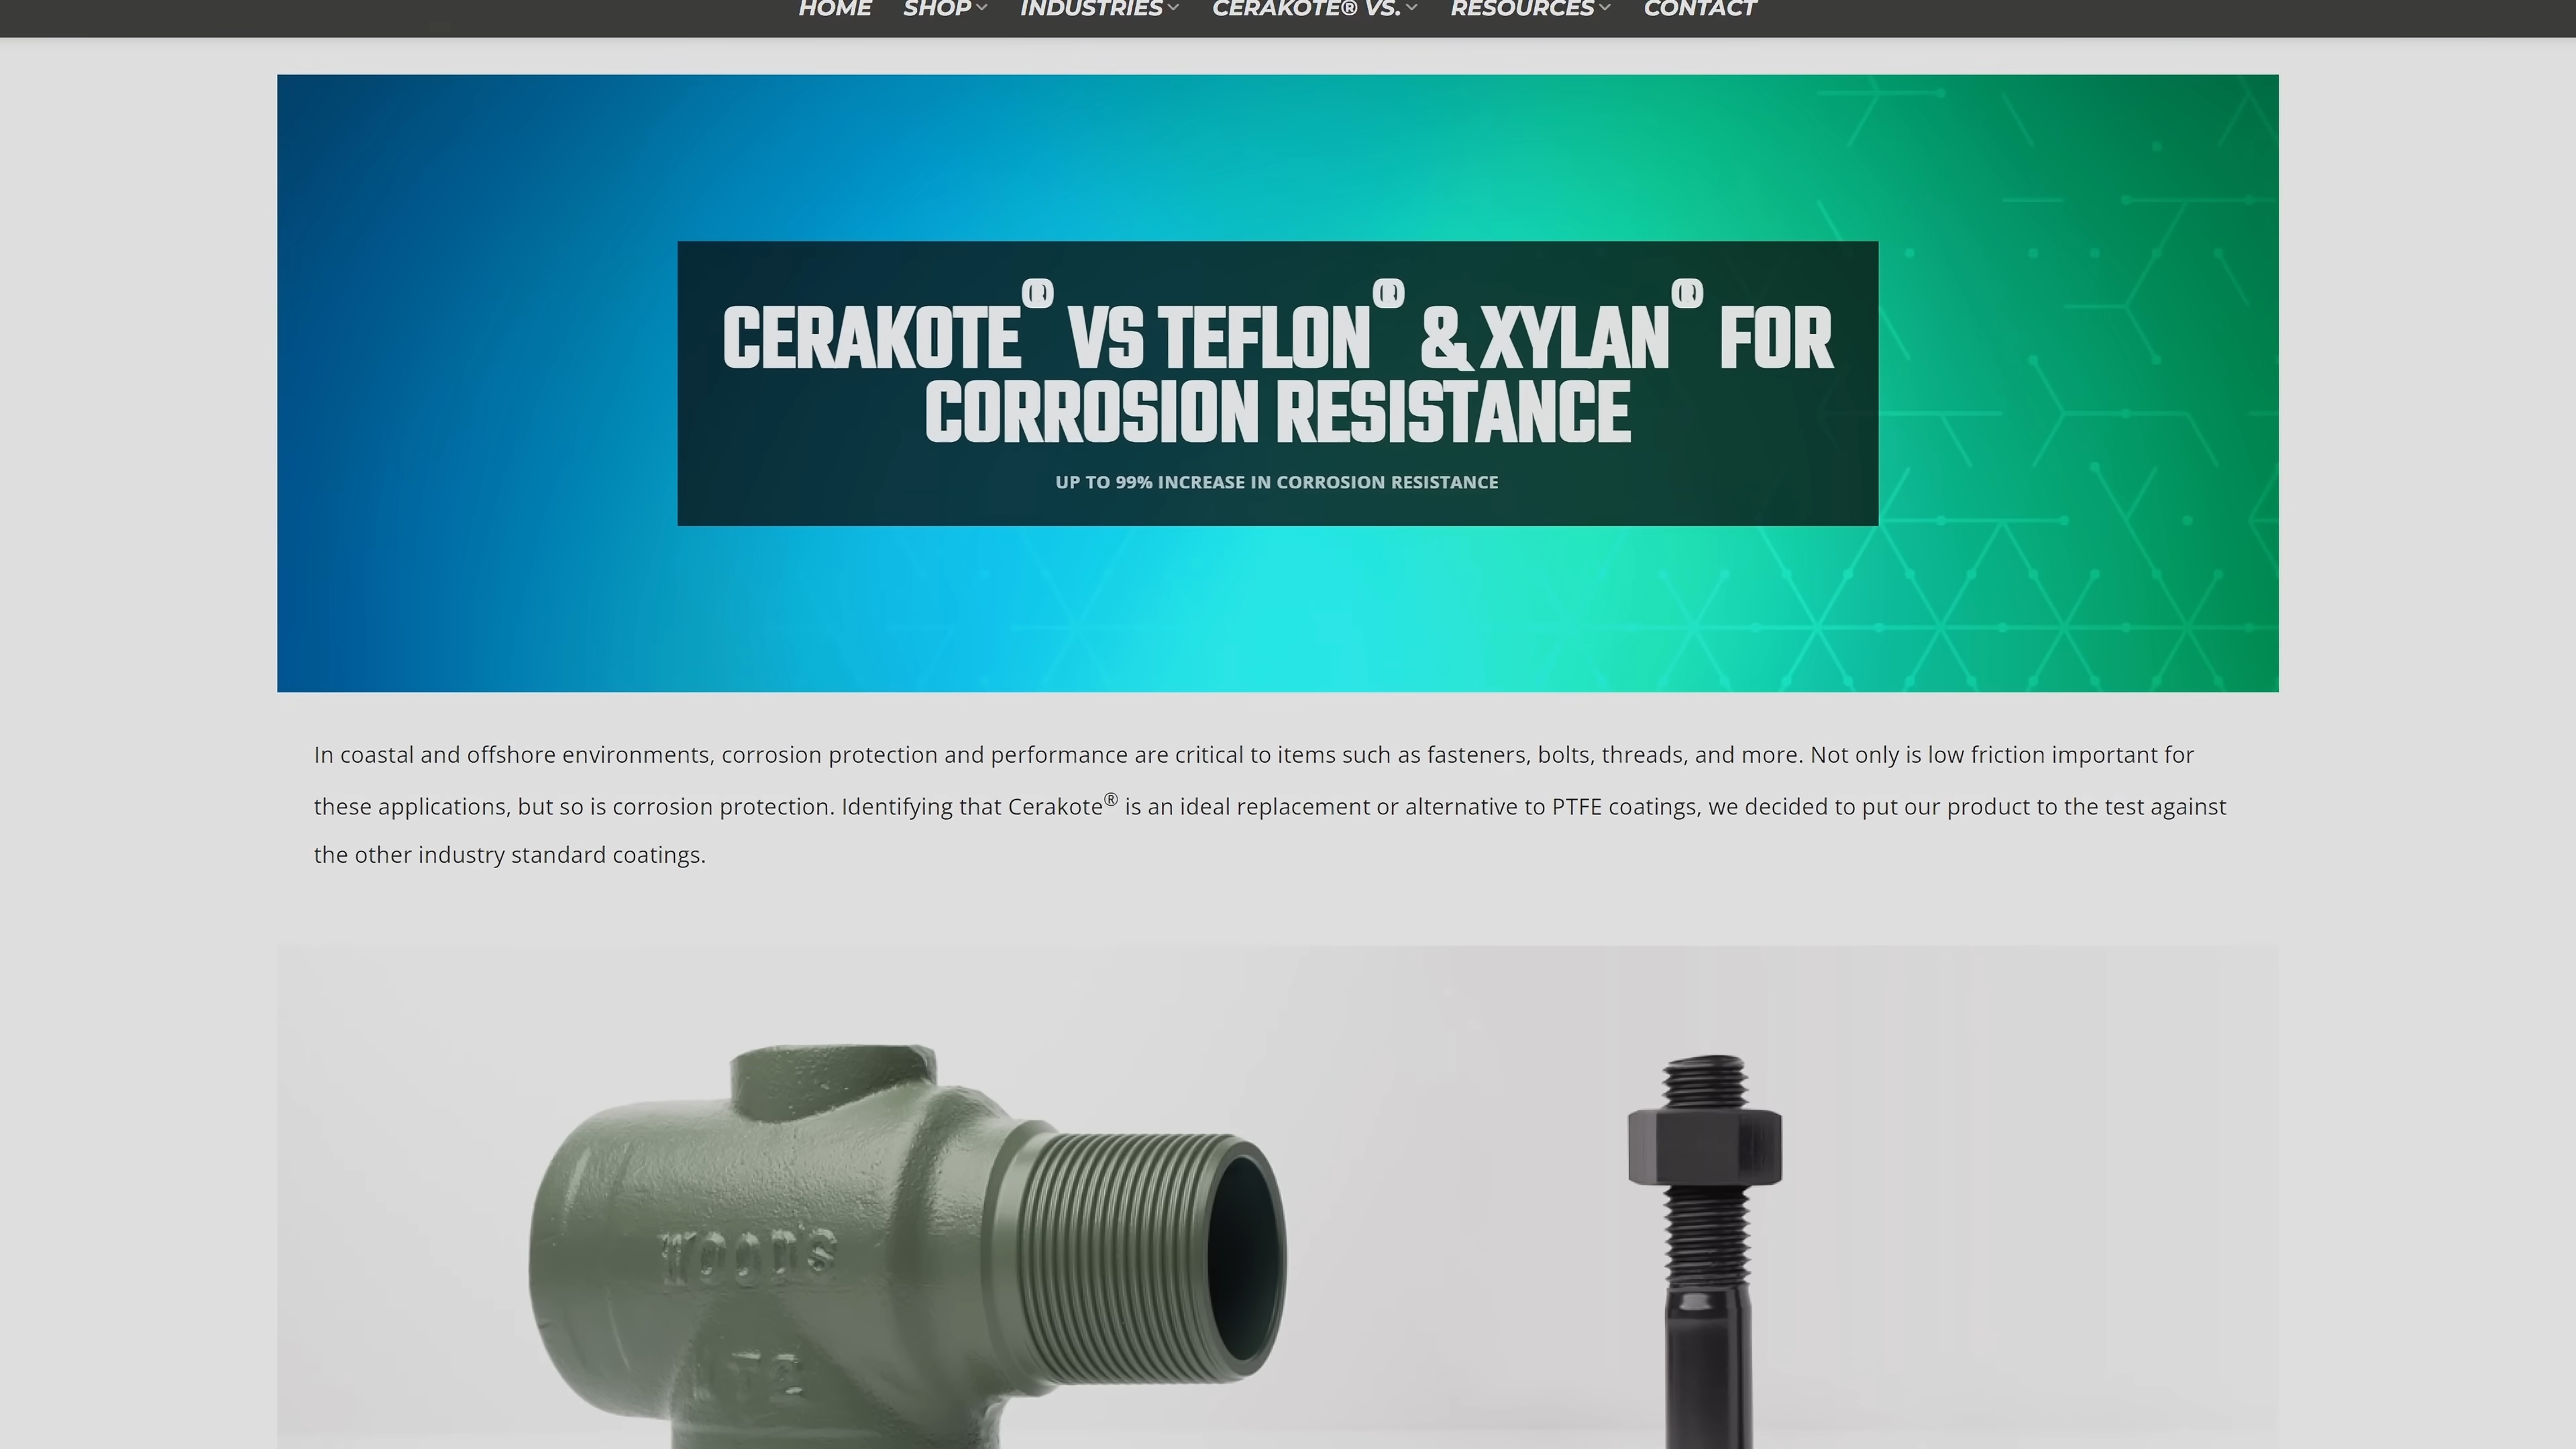 HOME SHOP INDUSTRIES CERAKOTE® VS. RESOURCES CONTACT
CERAKOTE® VS TEFLON® & XYLAN® FOR
CORROSION RESISTANCE
UP TO 99% INCREASE IN CORROSION RESISTANCE
In coastal and offshore environments, corrosion protection and performance are critical to items such as fasteners, bolts, threads, and more. Not only is low friction important for
these applications, but so is corrosion protection. Identifying that Cerakote® is an ideal replacement or alternative to PTFE coatings, we decided to put our product to the test against
the other industry standard coatings.
WOODS
T2